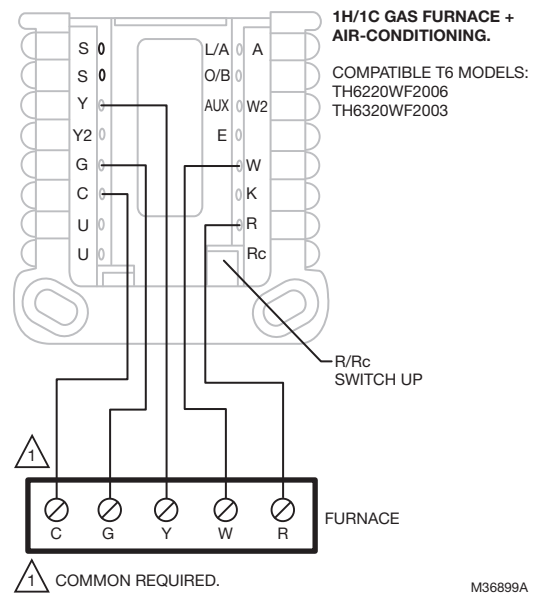 1H/1C GAS FURNACE +
AIR-CONDITIONING.
COMPATIBLE T6 MODELS:
TH6220WF2006
TH6320WF2003
S L/A A
S O/B
Y AUX W2
Y2 E
G W
C K
U R
U Rc
R/Rc
SWITCH UP
1
C G Y W R
FURNACE
1 COMMON REQUIRED.
M36899A